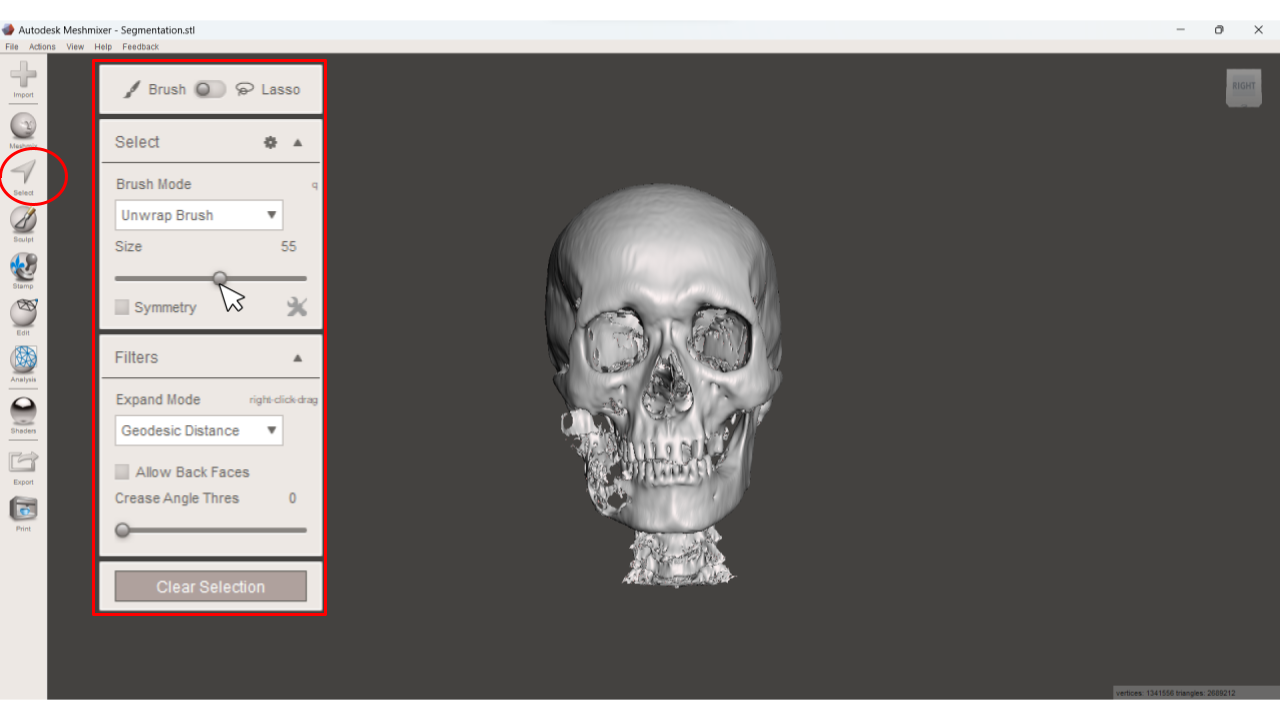 Autodesk Meshmixer - Segmentation.stl
File Actions View Help Feedback
Import
Meshmix
Select
Sculpt
Stamp
Edit
Analysis
Shaders
Export
Print
Brush Lasso
Select
Brush Mode q
Unwrap Brush
Size 55
Symmetry
Filters
Expand Mode right-click-drag
Geodesic Distance
Allow Back Faces
Crease Angle Thres 0
Clear Selection
RIGHT
vertices: 1341556 triangles: 2689212